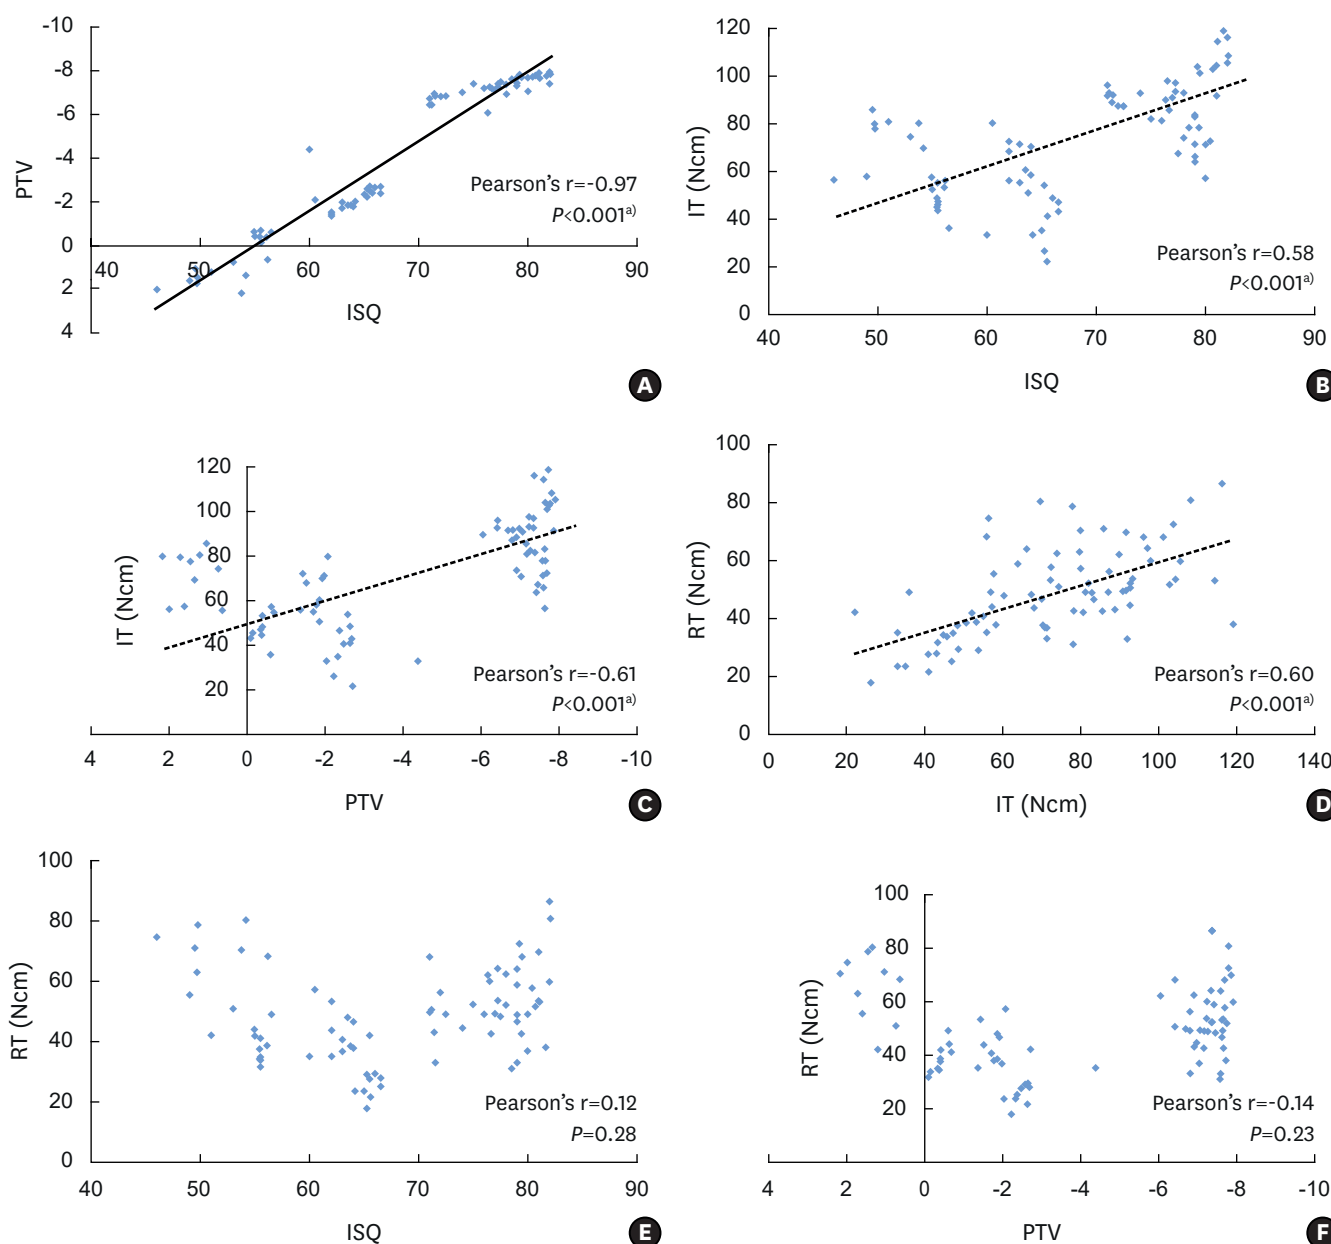 -10
-8
-6
-4
-2
0
2
4
PTV
40 50 60 70 80 90
ISQ
Pearson's r=-0.97
P<0.001a)
A
120
100
80
60
40
20
0
IT (Ncm)
40 50 60 70 80 90
ISQ
Pearson's r=0.58
P<0.001a)
B
120
100
80
60
40
20
IT (Ncm)
4 2 0 -2 -4 -6 -8 -10
PTV
Pearson's r=-0.61
P<0.001a)
C
100
80
60
40
20
0
RT (Ncm)
0 20 40 60 80 100 120 140
IT (Ncm)
Pearson's r=0.60
P<0.001a)
D
100
80
60
40
20
0
RT (Ncm)
40 50 60 70 80 90
ISQ
Pearson's r=0.12
P=0.28
E
100
80
60
40
20
RT (Ncm)
4 2 0 -2 -4 -6 -8 -10
PTV
Pearson's r=-0.14
P=0.23
F